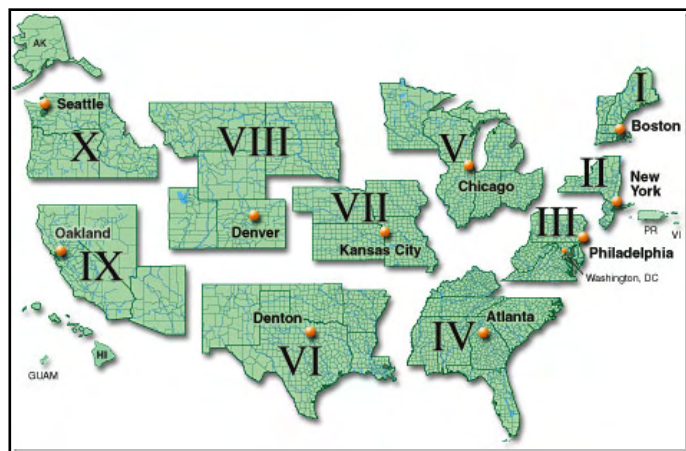 AK
Seattle
X
VIII
V
I
Boston
II
New
York
Chicago
VII
III
Oakland
Denver
Kansas City
PR
VI
Philadelphia
IX
Washington, DC
Denton
Atlanta
IV
VI
HI
GUAM